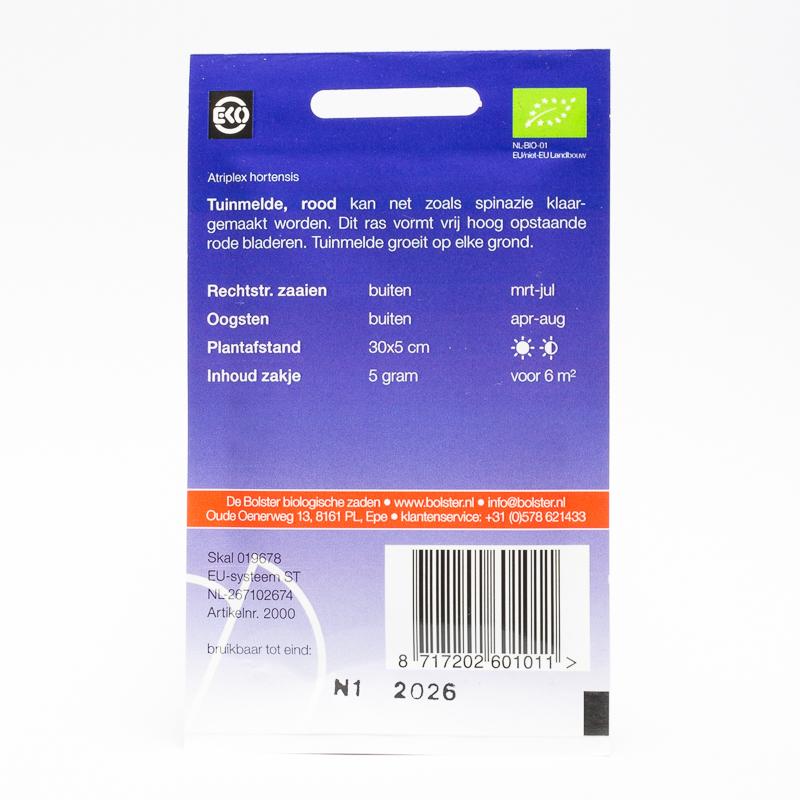 EKO
NL-BIO-01
EU/niet-EU Landbouw
Atriplex hortensis
Tuinmelde, rood kan net zoals spinazie klaar-
gemaakt worden. Dit ras vormt vrij hoog opstaande
rode bladeren. Tuinmelde groeit op elke grond.
Rechtstr. zaaien buiten mrt-jul
Oogsten buiten apr-aug
Plantafstand 30x5 cm
Inhoud zakje 5 gram voor 6 m²
De Bolster biologische zaden ● www.bolster.nl ● info@bolster.nl
Oude Oenerweg 13, 8161 PL, Epe ● klantenservice: +31 (0)578 621433
Skal 019678
EU-systeem ST
NL-267102674
Artikelnr. 2000
bruikbaar tot eind:
8 717202 601011 >
N1 2026